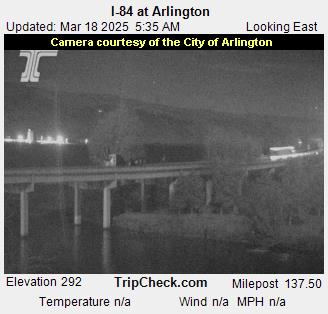 I-84 at Arlington
Updated: Mar 18 2025 5:35 AM Looking East
Camera courtesy of the City of Arlington
Elevation 292 TripCheck.com Milepost 137.50
Temperature n/a Wind n/a MPH n/a